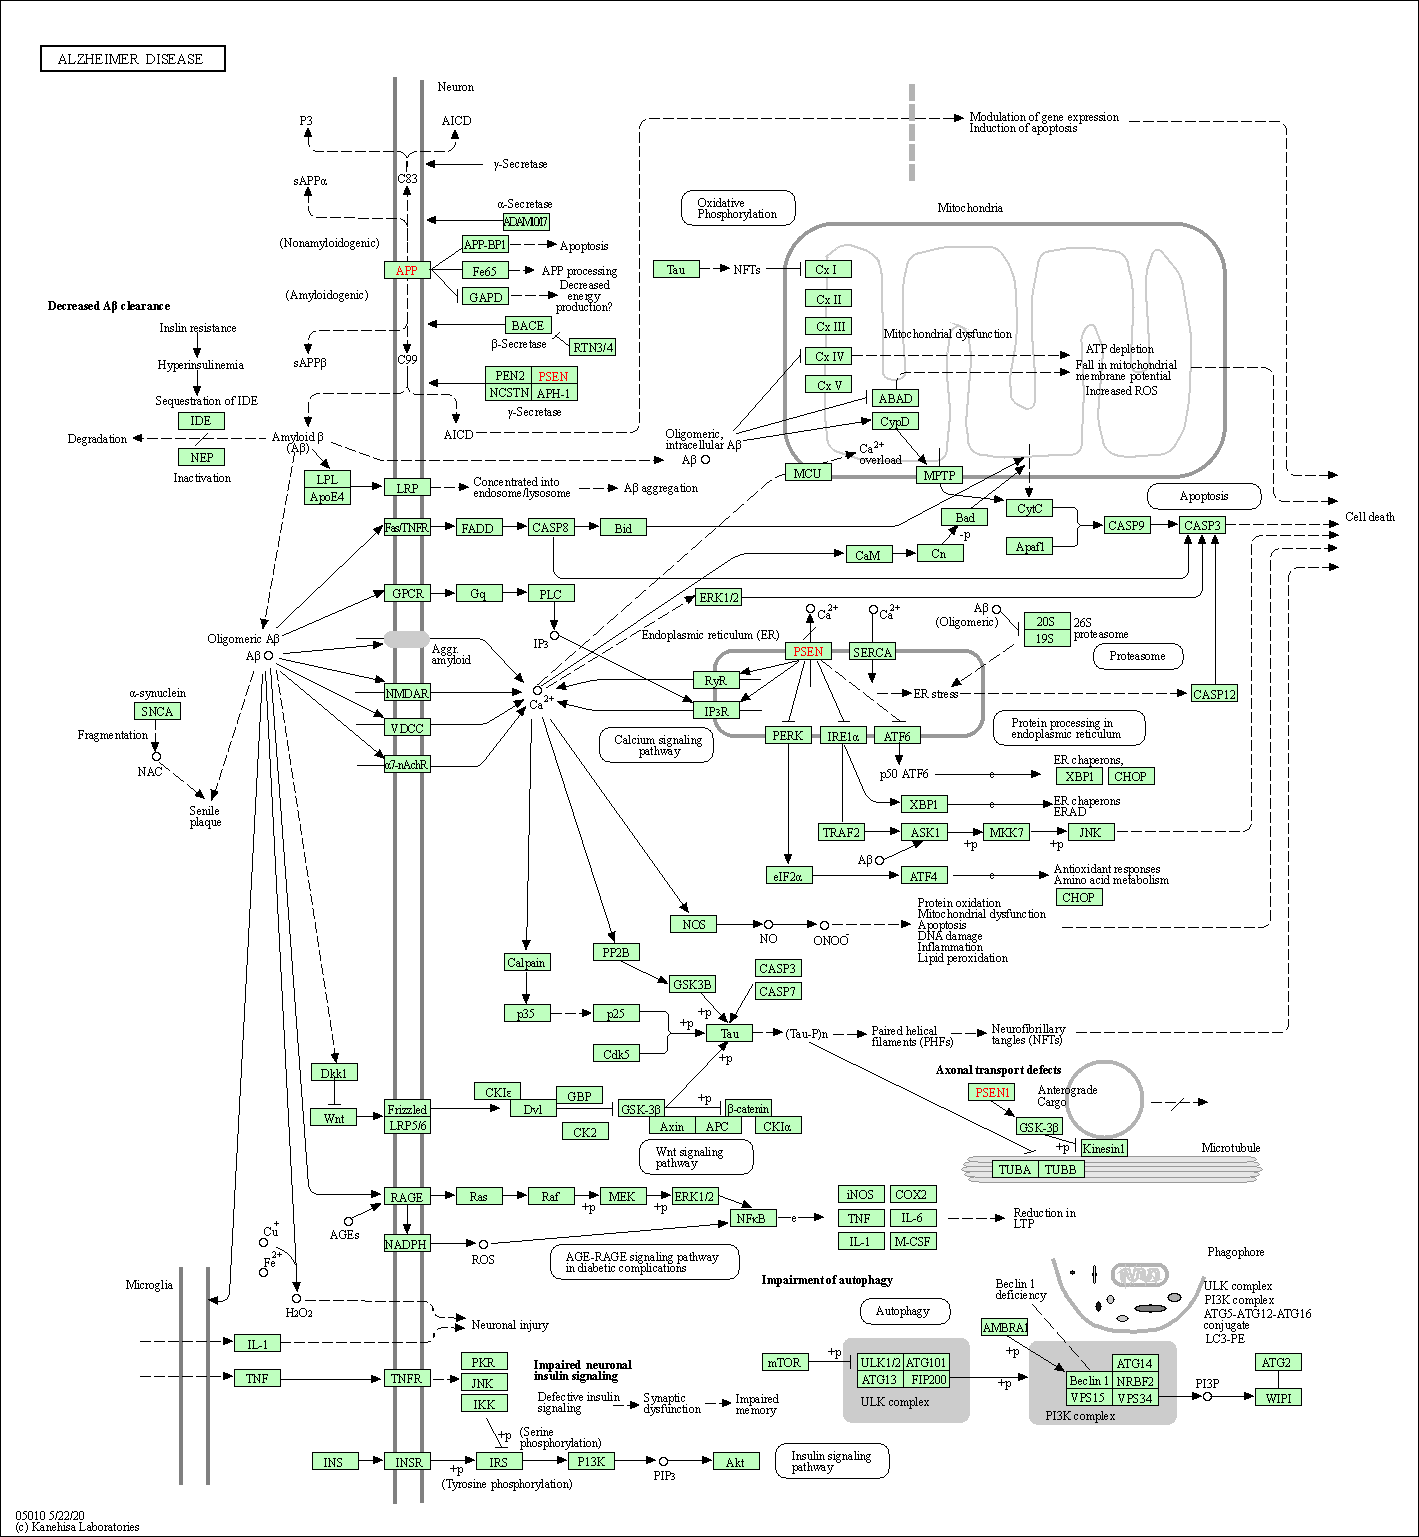 ALZHEIMER DISEASE
Neuron
P3
AICD
Modulation of gene expression
Induction of apoptosis
γ-Secretase
C83
sAPPα
α-Secretase
ADAM10/17
Oxidative
Phosphorylation
Mitochondria
(Nonamyloidogenic)
APP-BP1
Apoptosis
APP
Fe65
APP processing
Tau
NFTs
Cx I
(Amyloidogenic)
GAPD
Decreased
energy
production?
Cx II
Decreased Aβ clearance
Inslin resistance
BACE
β-Secretase
RTN3/4
Cx III
Mitochondrial dysfunction
Hyperinsulinemia
sAPPβ
C99
Cx IV
ATP depletion
Fall in mitochondrial
membrane potential
Increased ROS
PEN2
PSEN
NCSTN
APH-1
γ-Secretase
Cx V
ABAD
Sequestration of IDE
IDE
CypD
Degradation
Amyloid β
(Aβ)
AICD
Oligomeric,
intracellular Aβ
Aβ
Ca2+
overload
NEP
Inactivation
LPL
ApoE4
LRP
Concentrated into
endosome/lysosome
Aβ aggregation
MCU
MPTP
Apoptosis
CytC
Bad
-p
Fas/TNFR
FADD
CASP8
Bid
CASP9
CASP3
Cell death
CaM
Cn
Apaf1
GPCR
Gq
PLC
ERK1/2
Ca2+
Ca2+
Aβ
(Oligomeric)
20S
19S
26S
proteasome
Oligomeric Aβ
Aβ
IP3
Endoplasmic reticulum (ER)
PSEN
SERCA
Proteasome
Aggr.
amyloid
RyR
ER stress
CASP12
α-synuclein
SNCA
NMDAR
Ca2+
IP3R
Fragmentation
VDCC
Calcium signaling
pathway
PERK
IRE1α
ATF6
Protein processing in
endoplasmic reticulum
NAC
α7-nAchR
p50 ATF6
e
ER chaperons,
XBP1
CHOP
Senile
plaque
XBP1
e
ER chaperons
ERAD
TRAF2
ASK1
+p
MKK7
+p
JNK
Aβ
eIF2α
ATF4
e
Antioxidant responses
Amino acid metabolism
CHOP
NOS
NO
ONOO-
Protein oxidation
Mitochondrial dysfunction
Apoptosis
DNA damage
Inflammation
Lipid peroxidation
Calpain
PP2B
GSK3B
CASP3
CASP7
p35
p25
+p
+p
Tau
(Tau-P)n
Paired helical
filaments (PHFs)
Neurofibrillary
tangles (NFTs)
Cdk5
+p
Dkk1
Axonal transport defects
PSEN1
Anterograde
Cargo
Wnt
Frizzled
LRP5/6
CKIε
Dvl
GBP
CK2
GSK-3β
+p
β-catenin
Axin
APC
CKIα
GSK-3β
+p
Kinesin1
Wnt signaling
pathway
Microtubule
TUBA
TUBB
RAGE
Ras
Raf
+p
MEK
+p
ERK1/2
iNOS
COX2
AGEs
NFκB
e
TNF
IL-6
Reduction in
LTP
Cu+
NADPH
ROS
IL-1
M-CSF
Fe2+
AGE-RAGE signaling pathway
in diabetic complications
Phagophore
Microglia
H2O2
Impairment of autophagy
Beclin 1
deficiency
ULK complex
PI3K complex
ATG5-ATG12-ATG16
conjugate
LC3-PE
Neuronal injury
Autophagy
AMBRA1
+p
IL-1
TNF
TNFR
PKR
JNK
IKK
Impaired neuronal
insulin signaling
Defective insulin
signaling
Synaptic
dysfunction
Impaired
memory
mTOR
+p
ULK1/2
ATG101
ATG13
FIP200
ULK complex
+p
ATG14
Beclin 1
NRBF2
VPS15
VPS34
PI3K complex
PI3P
ATG2
WIPI
+p
(Serine
phosphorylation)
INS
INSR
+p
IRS
(Tyrosine phosphorylation)
P13K
PIP3
Akt
Insulin signaling
pathway
05010 5/22/20
(c) Kanehisa Laboratories